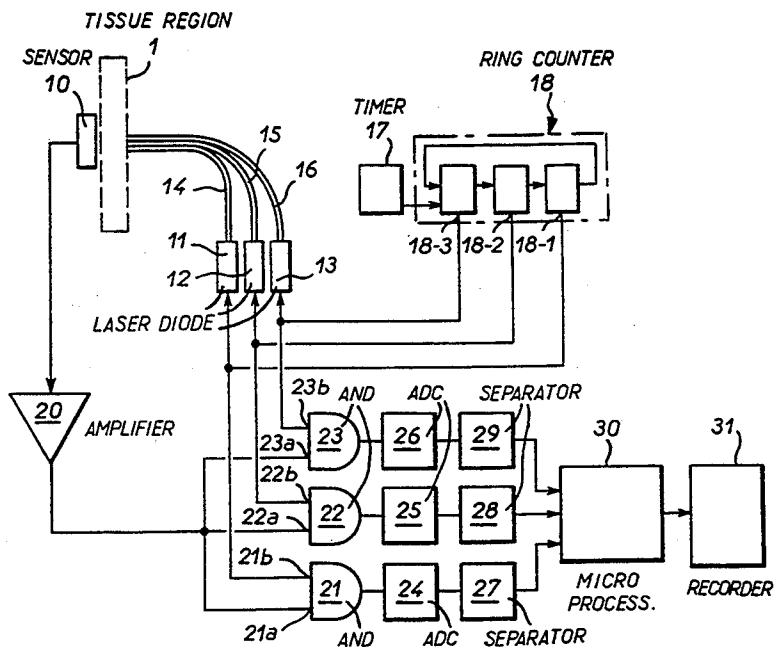 TISSUE REGION
1
SENSOR
10
RING COUNTER
18
TIMER
17
15
16
14
11
12
13
18-3
18-2
18-1
LASER DIODE
20
AMPLIFIER
23b
AND
ADC
SEPARATOR
23
26
29
23a
22b
30
31
22
25
28
22a
21b
21
24
27
21a
AND
ADC
SEPARATOR
MICRO
PROCESS.
RECORDER